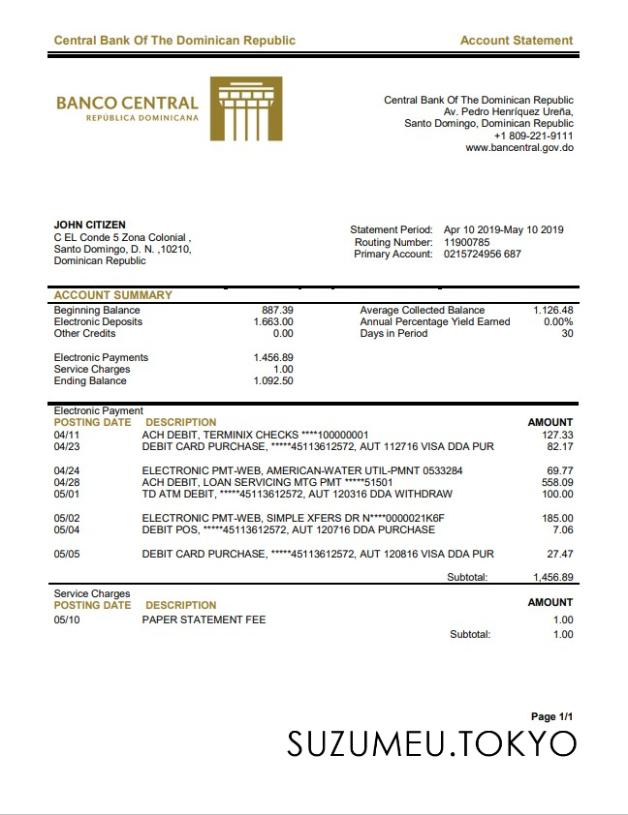 Central Bank Of The Dominican Republic Account Statement
BANCO CENTRAL
REPÚBLICA DOMINICANA
Central Bank Of The Dominican Republic
Av. Pedro Henríquez Ureña,
Santo Domingo, Dominican Republic
+1 809-221-9111
www.bancentral.gov.do
JOHN CITIZEN
C EL Conde 5 Zona Colonial ,
Santo Domingo, D. N. ,10210,
Dominican Republic
Statement Period: Apr 10 2019-May 10 2019
Routing Number: 11900785
Primary Account: 0215724956 687
ACCOUNT SUMMARY
Beginning Balance 887.39 Average Collected Balance 1.126.48
Electronic Deposits 1.663.00 Annual Percentage Yield Earned 0.00%
Other Credits 0.00 Days in Period 30
Electronic Payments 1.456.89
Service Charges 1.00
Ending Balance 1.092.50
Electronic Payment
POSTING DATE DESCRIPTION AMOUNT
04/11 ACH DEBIT, TERMINIX CHECKS ****100000001 127.33
04/23 DEBIT CARD PURCHASE, *****45113612572, AUT 112716 VISA DDA PUR 82.17
04/24 ELECTRONIC PMT-WEB, AMERICAN-WATER UTIL-PMNT 0533284 69.77
04/28 ACH DEBIT, LOAN SERVICING MTG PMT *****51501 558.09
05/01 TD ATM DEBIT, *****45113612572, AUT 120316 DDA WITHDRAW 100.00
05/02 ELECTRONIC PMT-WEB, SIMPLE XFERS DR N****0000021K6F 185.00
05/04 DEBIT POS, *****45113612572, AUT 120716 DDA PURCHASE 7.06
05/05 DEBIT CARD PURCHASE, *****45113612572, AUT 120816 VISA DDA PUR 27.47
Subtotal: 1,456.89
Service Charges
POSTING DATE DESCRIPTION AMOUNT
05/10 PAPER STATEMENT FEE 1.00
Subtotal: 1.00
Page 1/1
SUZUMEU.TOKYO